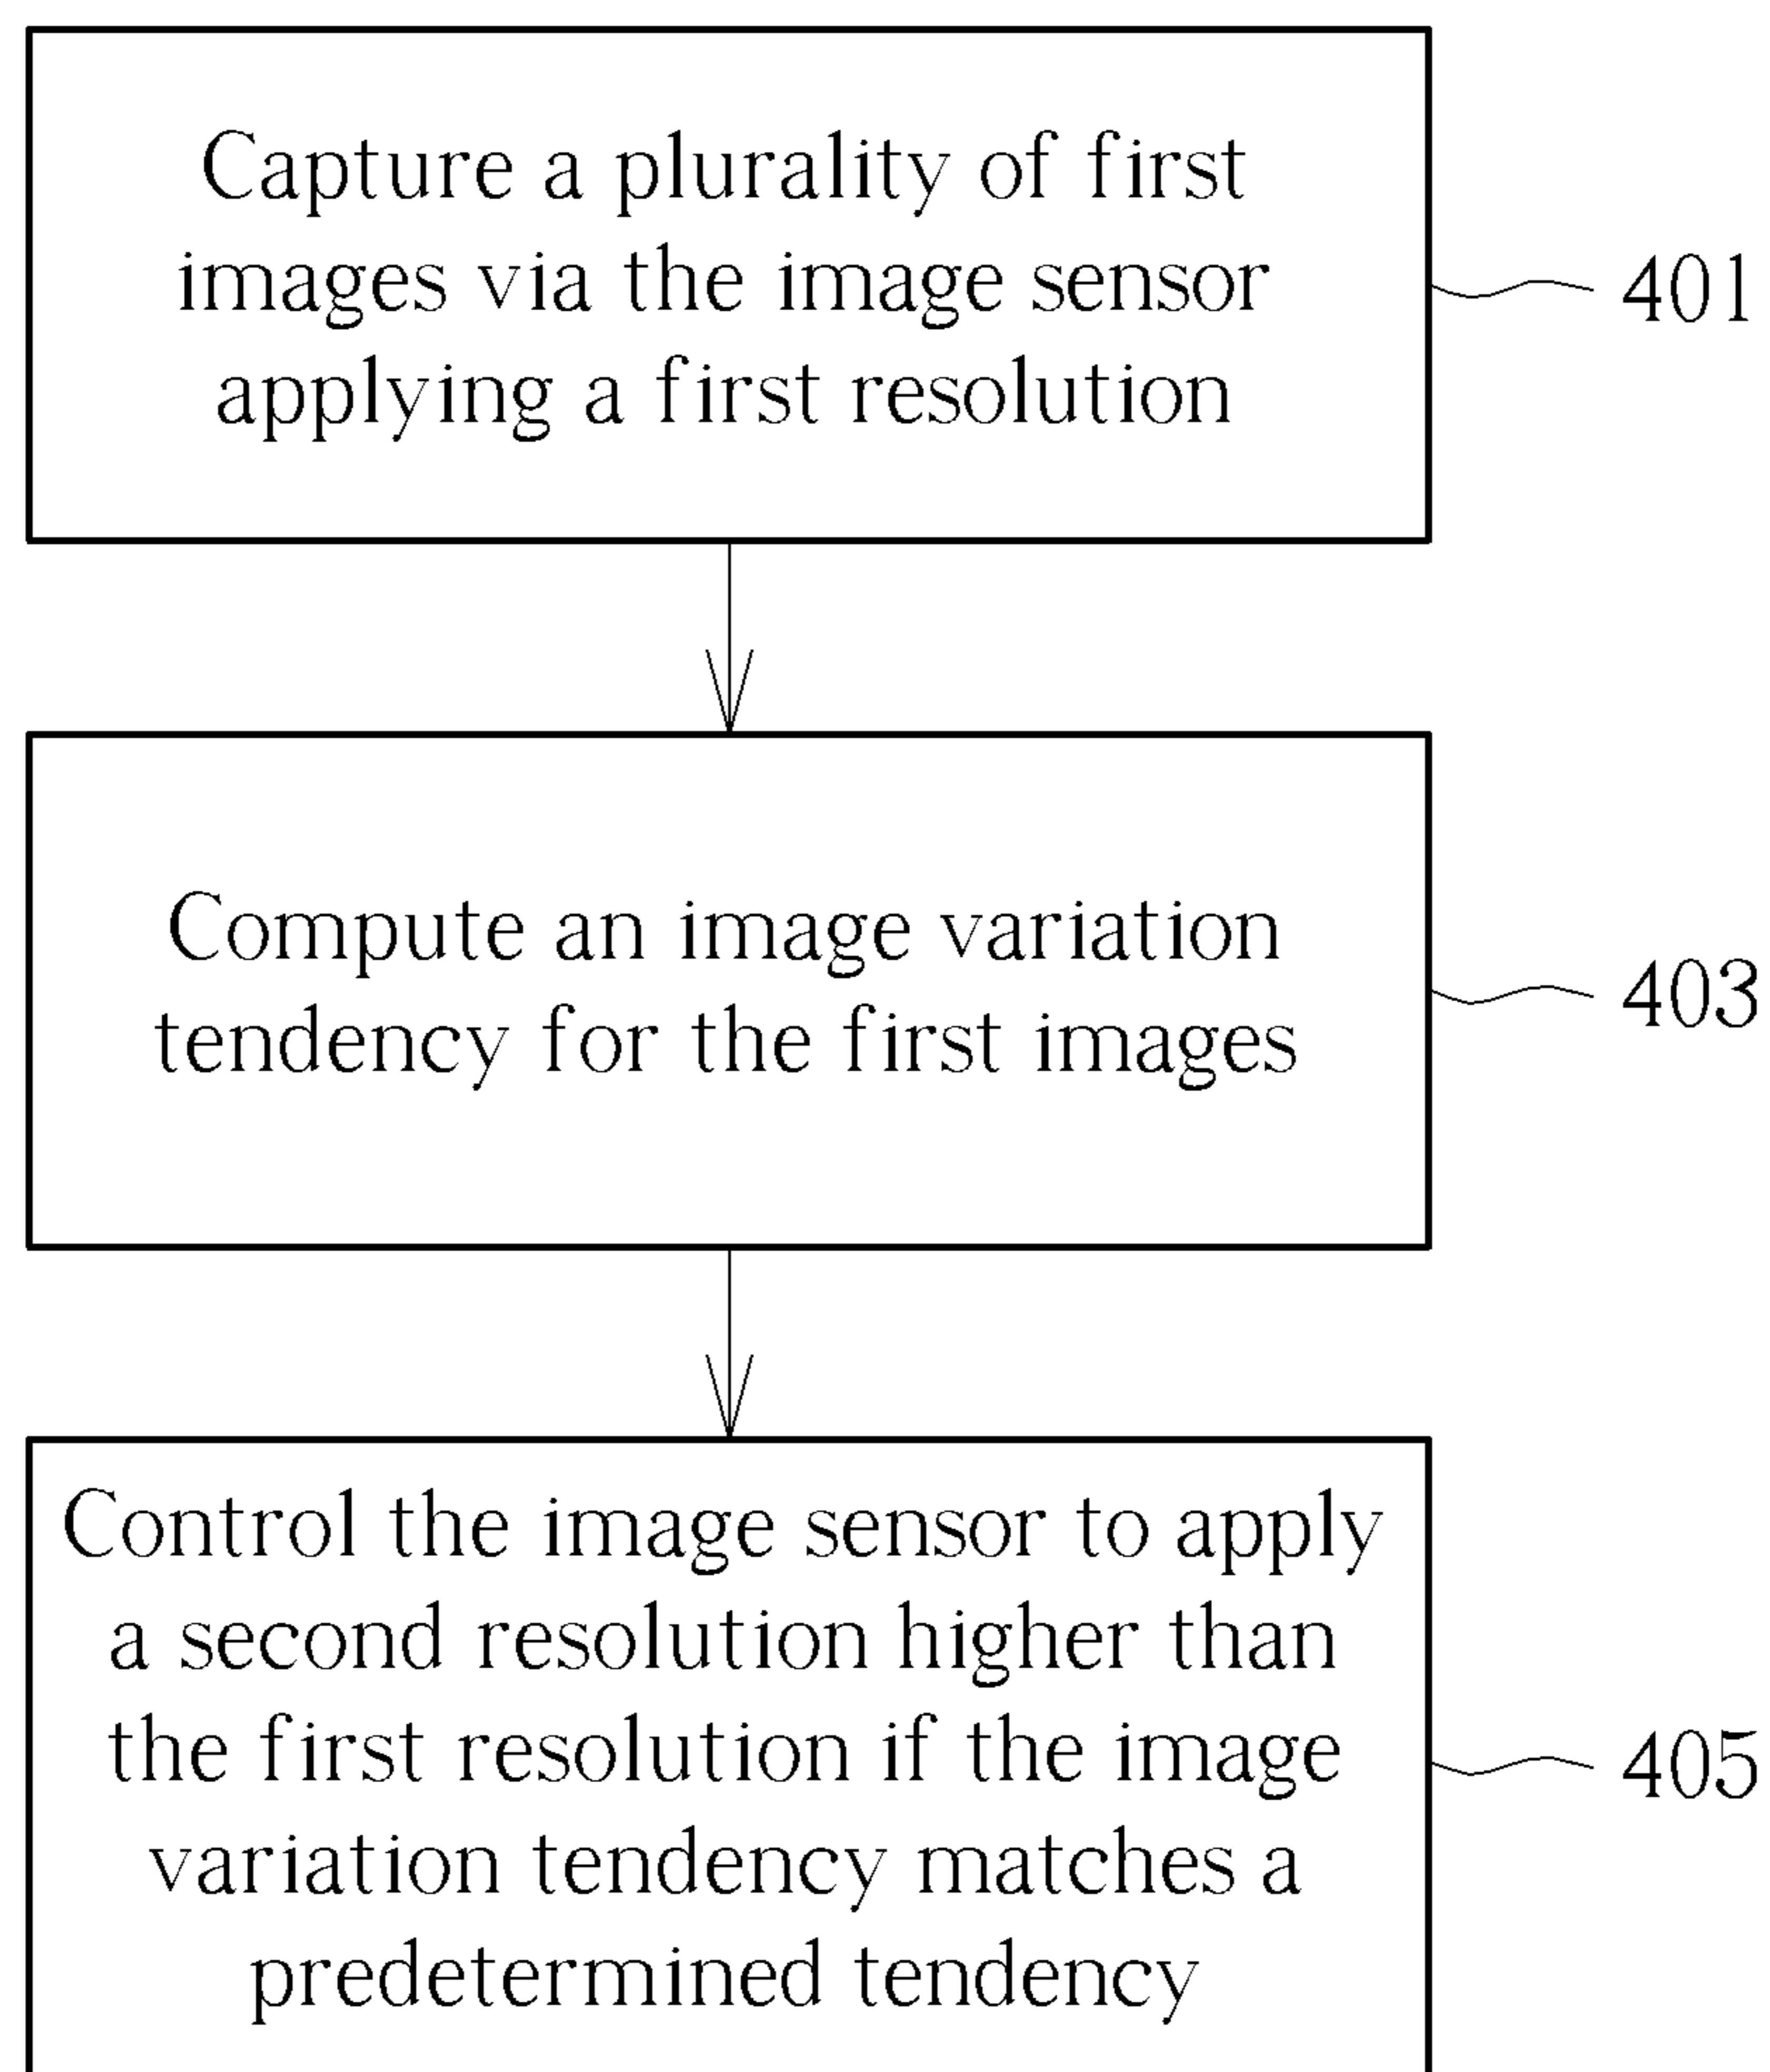 Capture a plurality of first
images via the image sensor
applying a first resolution
401
Compute an image variation
tendency for the first images
403
Control the image sensor to apply
a second resolution higher than
the first resolution if the image
variation tendency matches a
predetermined tendency
405